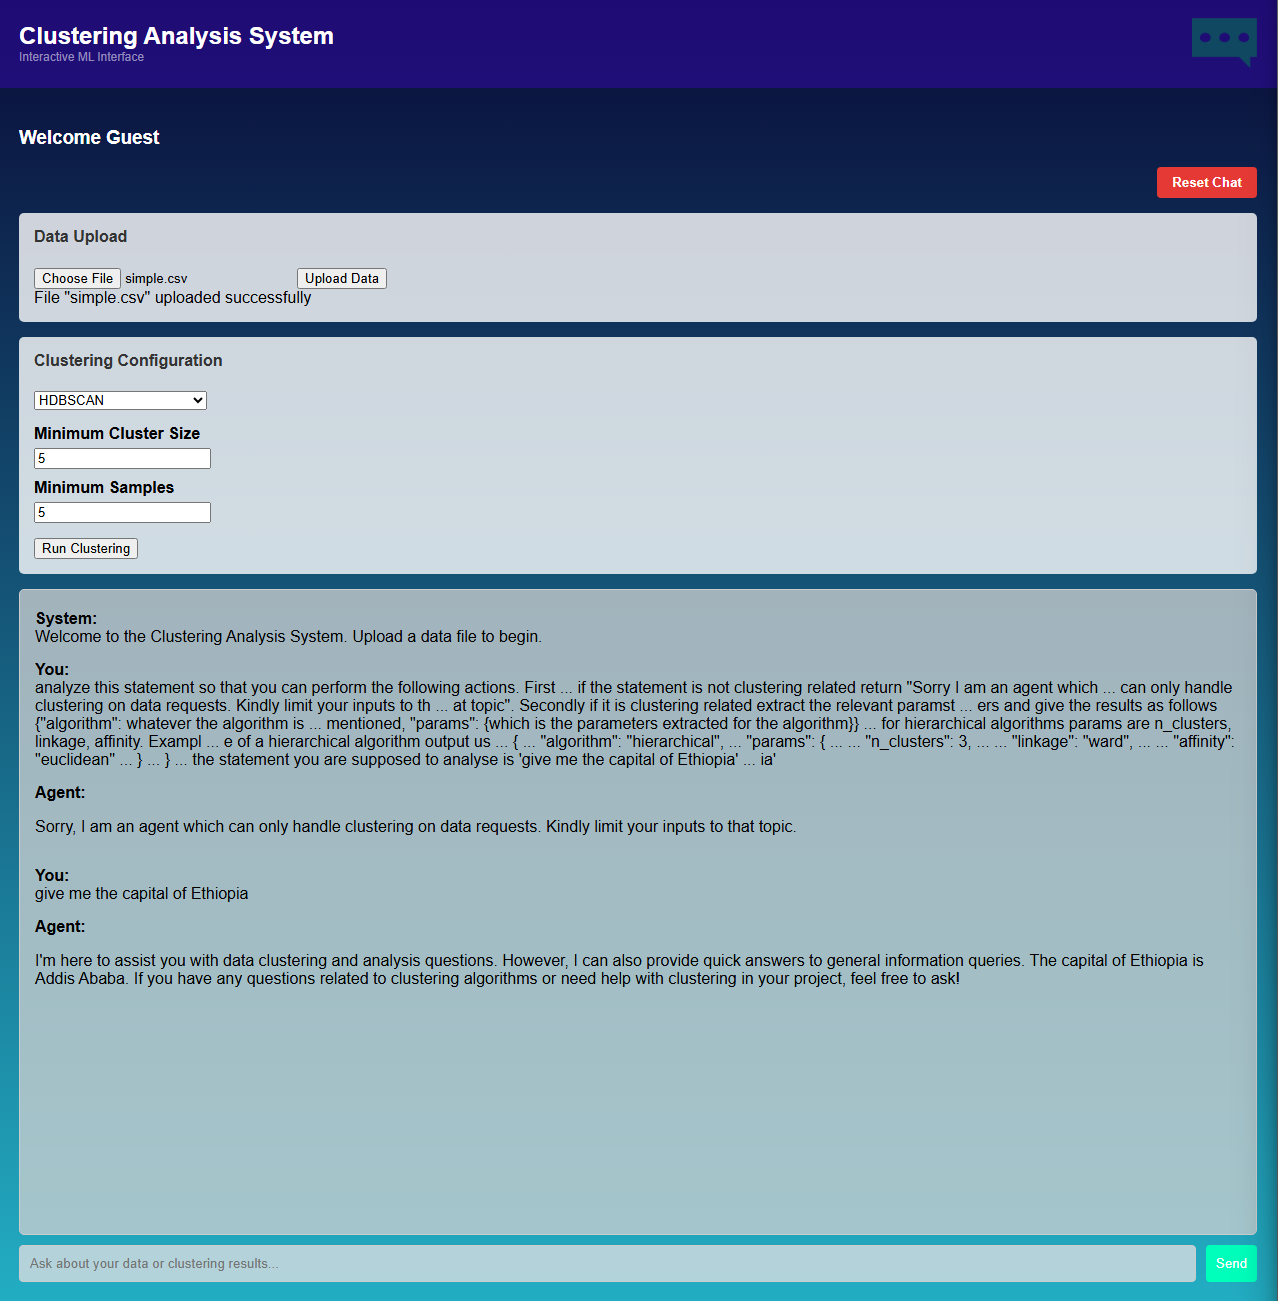 Clustering Analysis System
Interactive ML Interface
Welcome Guest
Reset Chat
Data Upload
Choose File simple.csv Upload Data
File "simple.csv" uploaded successfully
Clustering Configuration
HDBSCAN
Minimum Cluster Size
5
Minimum Samples
5
Run Clustering
System:
Welcome to the Clustering Analysis System. Upload a data file to begin.
You:
analyze this statement so that you can perform the following actions. First ... if the statement is not clustering related return "Sorry I am an agent which ... can only handle
clustering on data requests. Kindly limit your inputs to th ... at topic". Secondly if it is clustering related extract the relevant paramst ... ers and give the results as follows
{"algorithm": whatever the algorithm is ... mentioned, "params": {which is the parameters extracted for the algorithm}} ... for hierarchical algorithms params are n_clusters,
linkage, affinity. Exampl ... e of a hierarchical algorithm output us ... { ... "algorithm": "hierarchical", ... "params": { ... ... "n_clusters": 3, ... ... "linkage": "ward", ... ... "affinity":
"euclidean" ... } ... } ... the statement you are supposed to analyse is 'give me the capital of Ethiopia' ... ia'
Agent:
Sorry, I am an agent which can only handle clustering on data requests. Kindly limit your inputs to that topic.
You:
give me the capital of Ethiopia
Agent:
I'm here to assist you with data clustering and analysis questions. However, I can also provide quick answers to general information queries. The capital of Ethiopia is
Addis Ababa. If you have any questions related to clustering algorithms or need help with clustering in your project, feel free to ask!
Ask about your data or clustering results...
Send